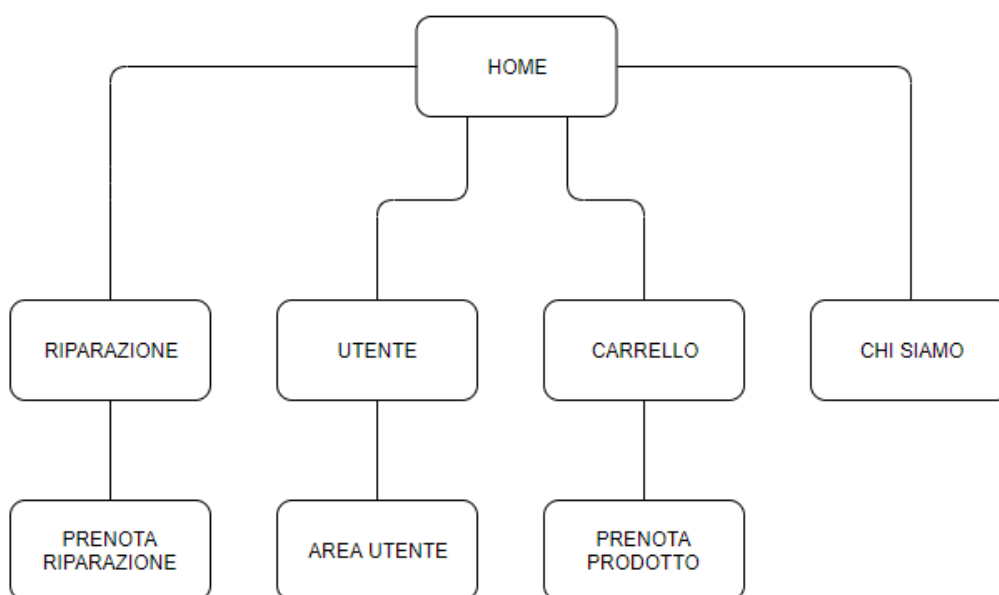 HOME
RIPARAZIONE
UTENTE
CARRELLO
CHI SIAMO
PRENOTA
RIPARAZIONE
AREA UTENTE
PRENOTA
PRODOTTO